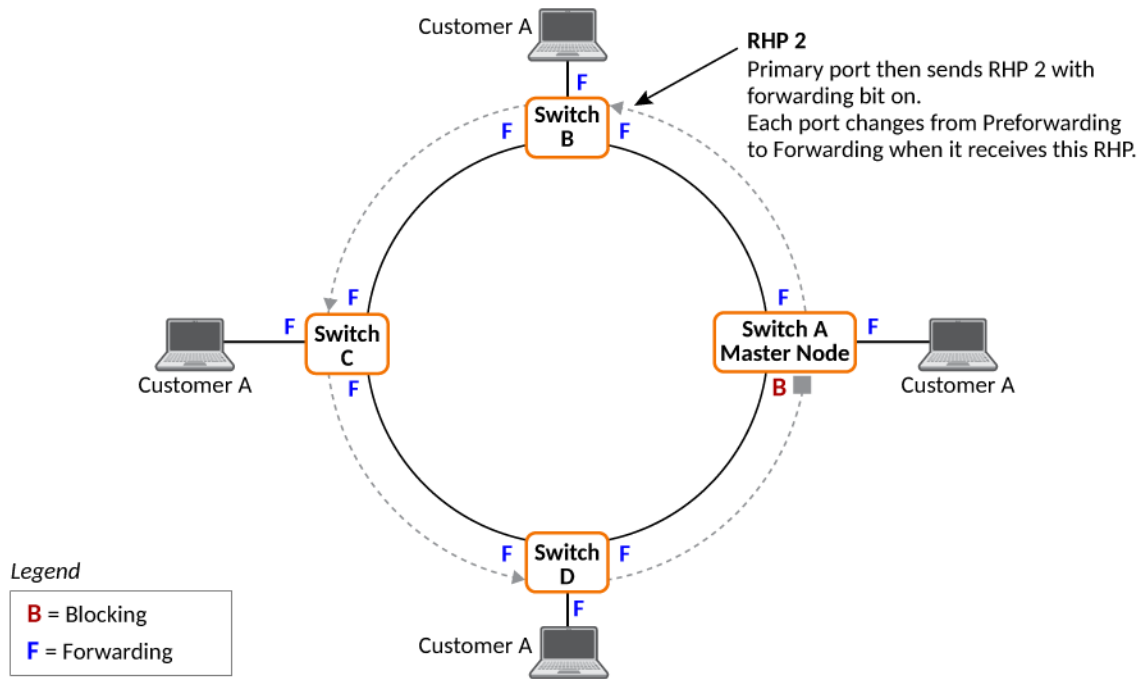 Customer A
RHP 2
Primary port then sends RHP 2 with
forwarding bit on.
Each port changes from Preforwarding
to Forwarding when it receives this RHP.
F
Switch
B
F
F
F
F
F
Switch
C
Switch A
Master Node
F
Customer A
F
B
Customer A
F
Switch
D
F
F
Customer A
Legend
B = Blocking
F = Forwarding